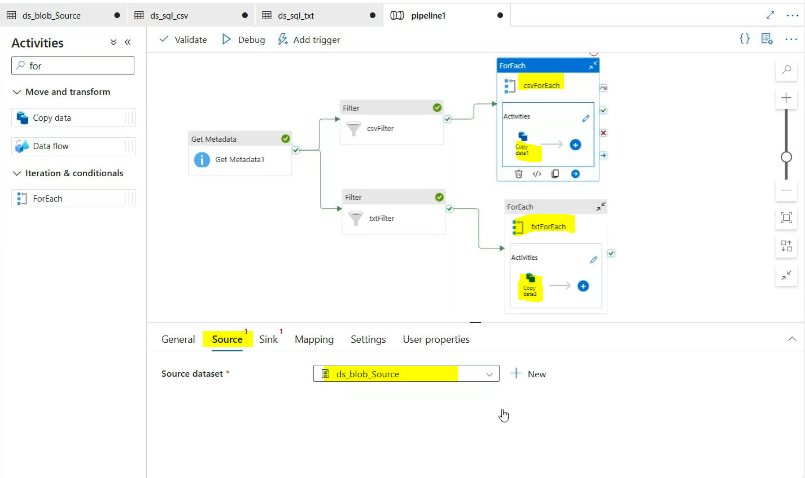 ds_blob_Source
ds_sql_csv
ds_sql_txt
pipeline1
Activities
for
Move and transform
Copy data
Data flow
Iteration & conditionals
ForEach
Validate
Debug
Add trigger
Get Metadata
Get Metadata1
Filter
csvFilter
Filter
txtFilter
ForEach
csvForEach
Activities
Copy
data1
ForEach
txtForEach
Activities
Copy
data2
General
Source 1
Sink 1
Mapping
Settings
User properties
Source dataset *
ds_blob_Source
New